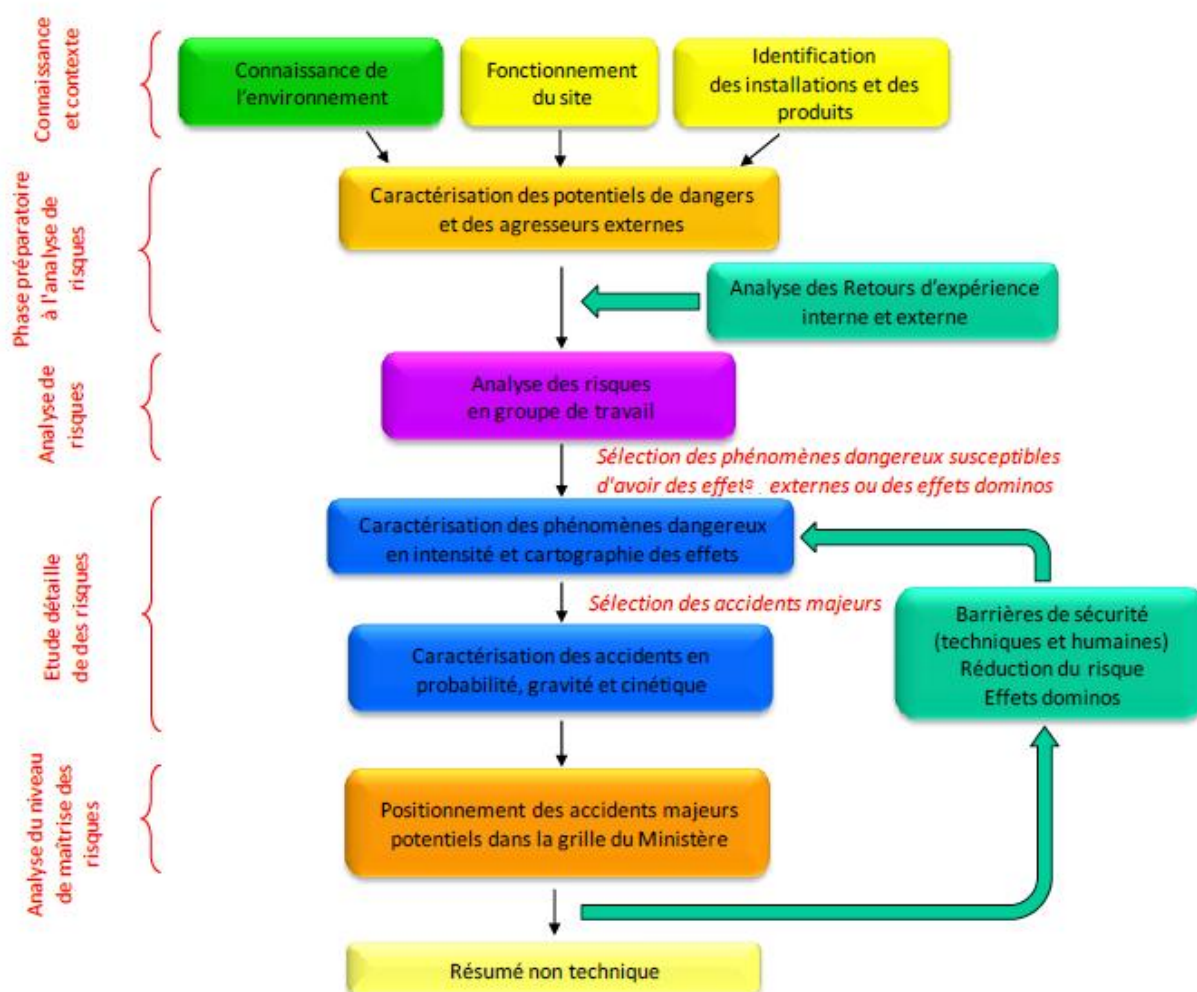 Connaissance
et contexte
Connaissance de
l'environnement
Fonctionnement
du site
Identification
des installations et des
produits
Phase préparatoire
à l'analyse de
risques
Caractérisation des potentiels de dangers
et des agresseurs externes
Analyse des Retours d'expérience
interne et externe
Analyse de
risques
Analyse des risques
en groupe de travail
Sélection des phénomènes dangereux susceptibles
d'avoir des effets . externes ou des effets dominos
Etude détaille
de des risques
Caractérisation des phénomènes dangereux
en intensité et cartographie des effets
Sélection des accidents majeurs
Caractérisation des accidents en
probabilité, gravité et cinétique
Barrières de sécurité
(techniques et humaines)
Réduction du risque
Effets dominos
Analyse du niveau
de maîtrise des
risques
Positionnement des accidents majeurs
potentiels dans la grille du Ministère
Résumé non technique